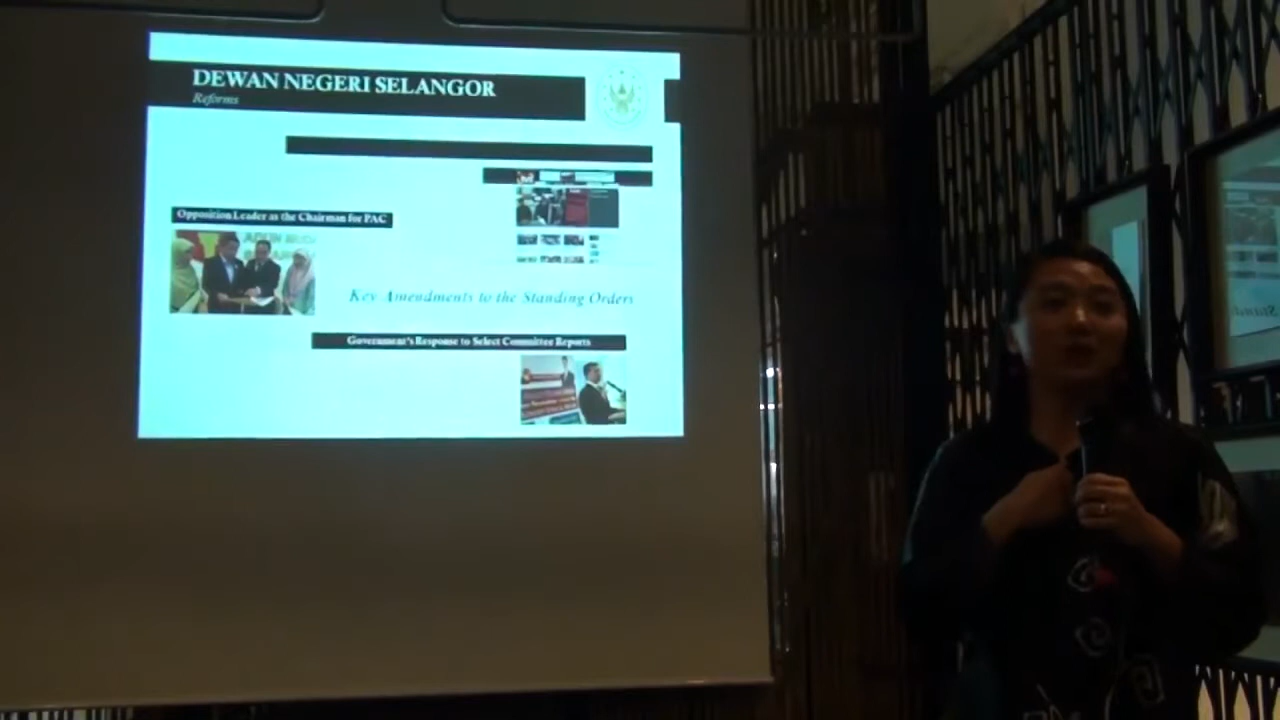 DEWAN NEGERI SELANGOR
Reforms
Opposition Leader as the Chairman for PAC
Key Amendments to the Standing Orders
Government's Response to Select Committee Reports